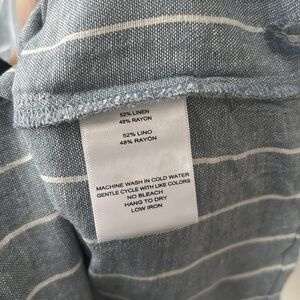 52% LINEN
48% RAYON
52% LINO
48% RAYÓN
MACHINE WASH IN COLD WATER
GENTLE CYCLE WITH LIKE COLORS
NO BLEACH
HANG TO DRY
LOW IRON